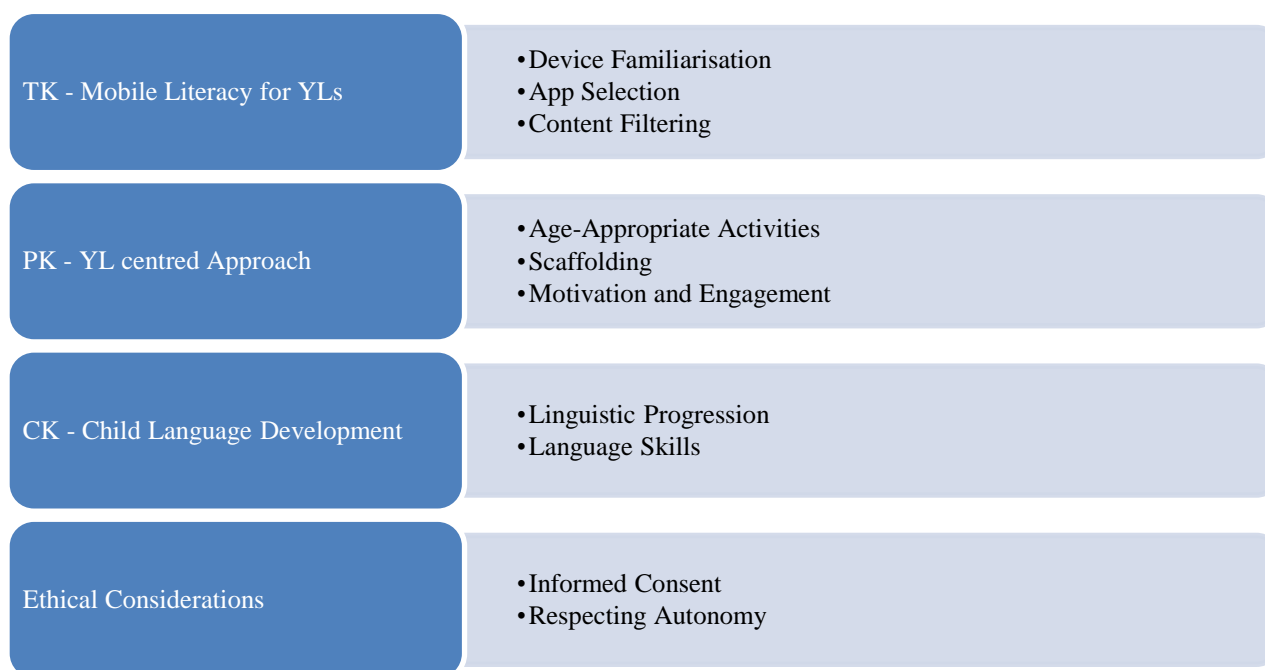 TK - Mobile Literacy for YLs
•Device Familiarisation
•App Selection
•Content Filtering
PK - YL centred Approach
•Age-Appropriate Activities
•Scaffolding
•Motivation and Engagement
CK - Child Language Development
•Linguistic Progression
•Language Skills
Ethical Considerations
•Informed Consent
•Respecting Autonomy